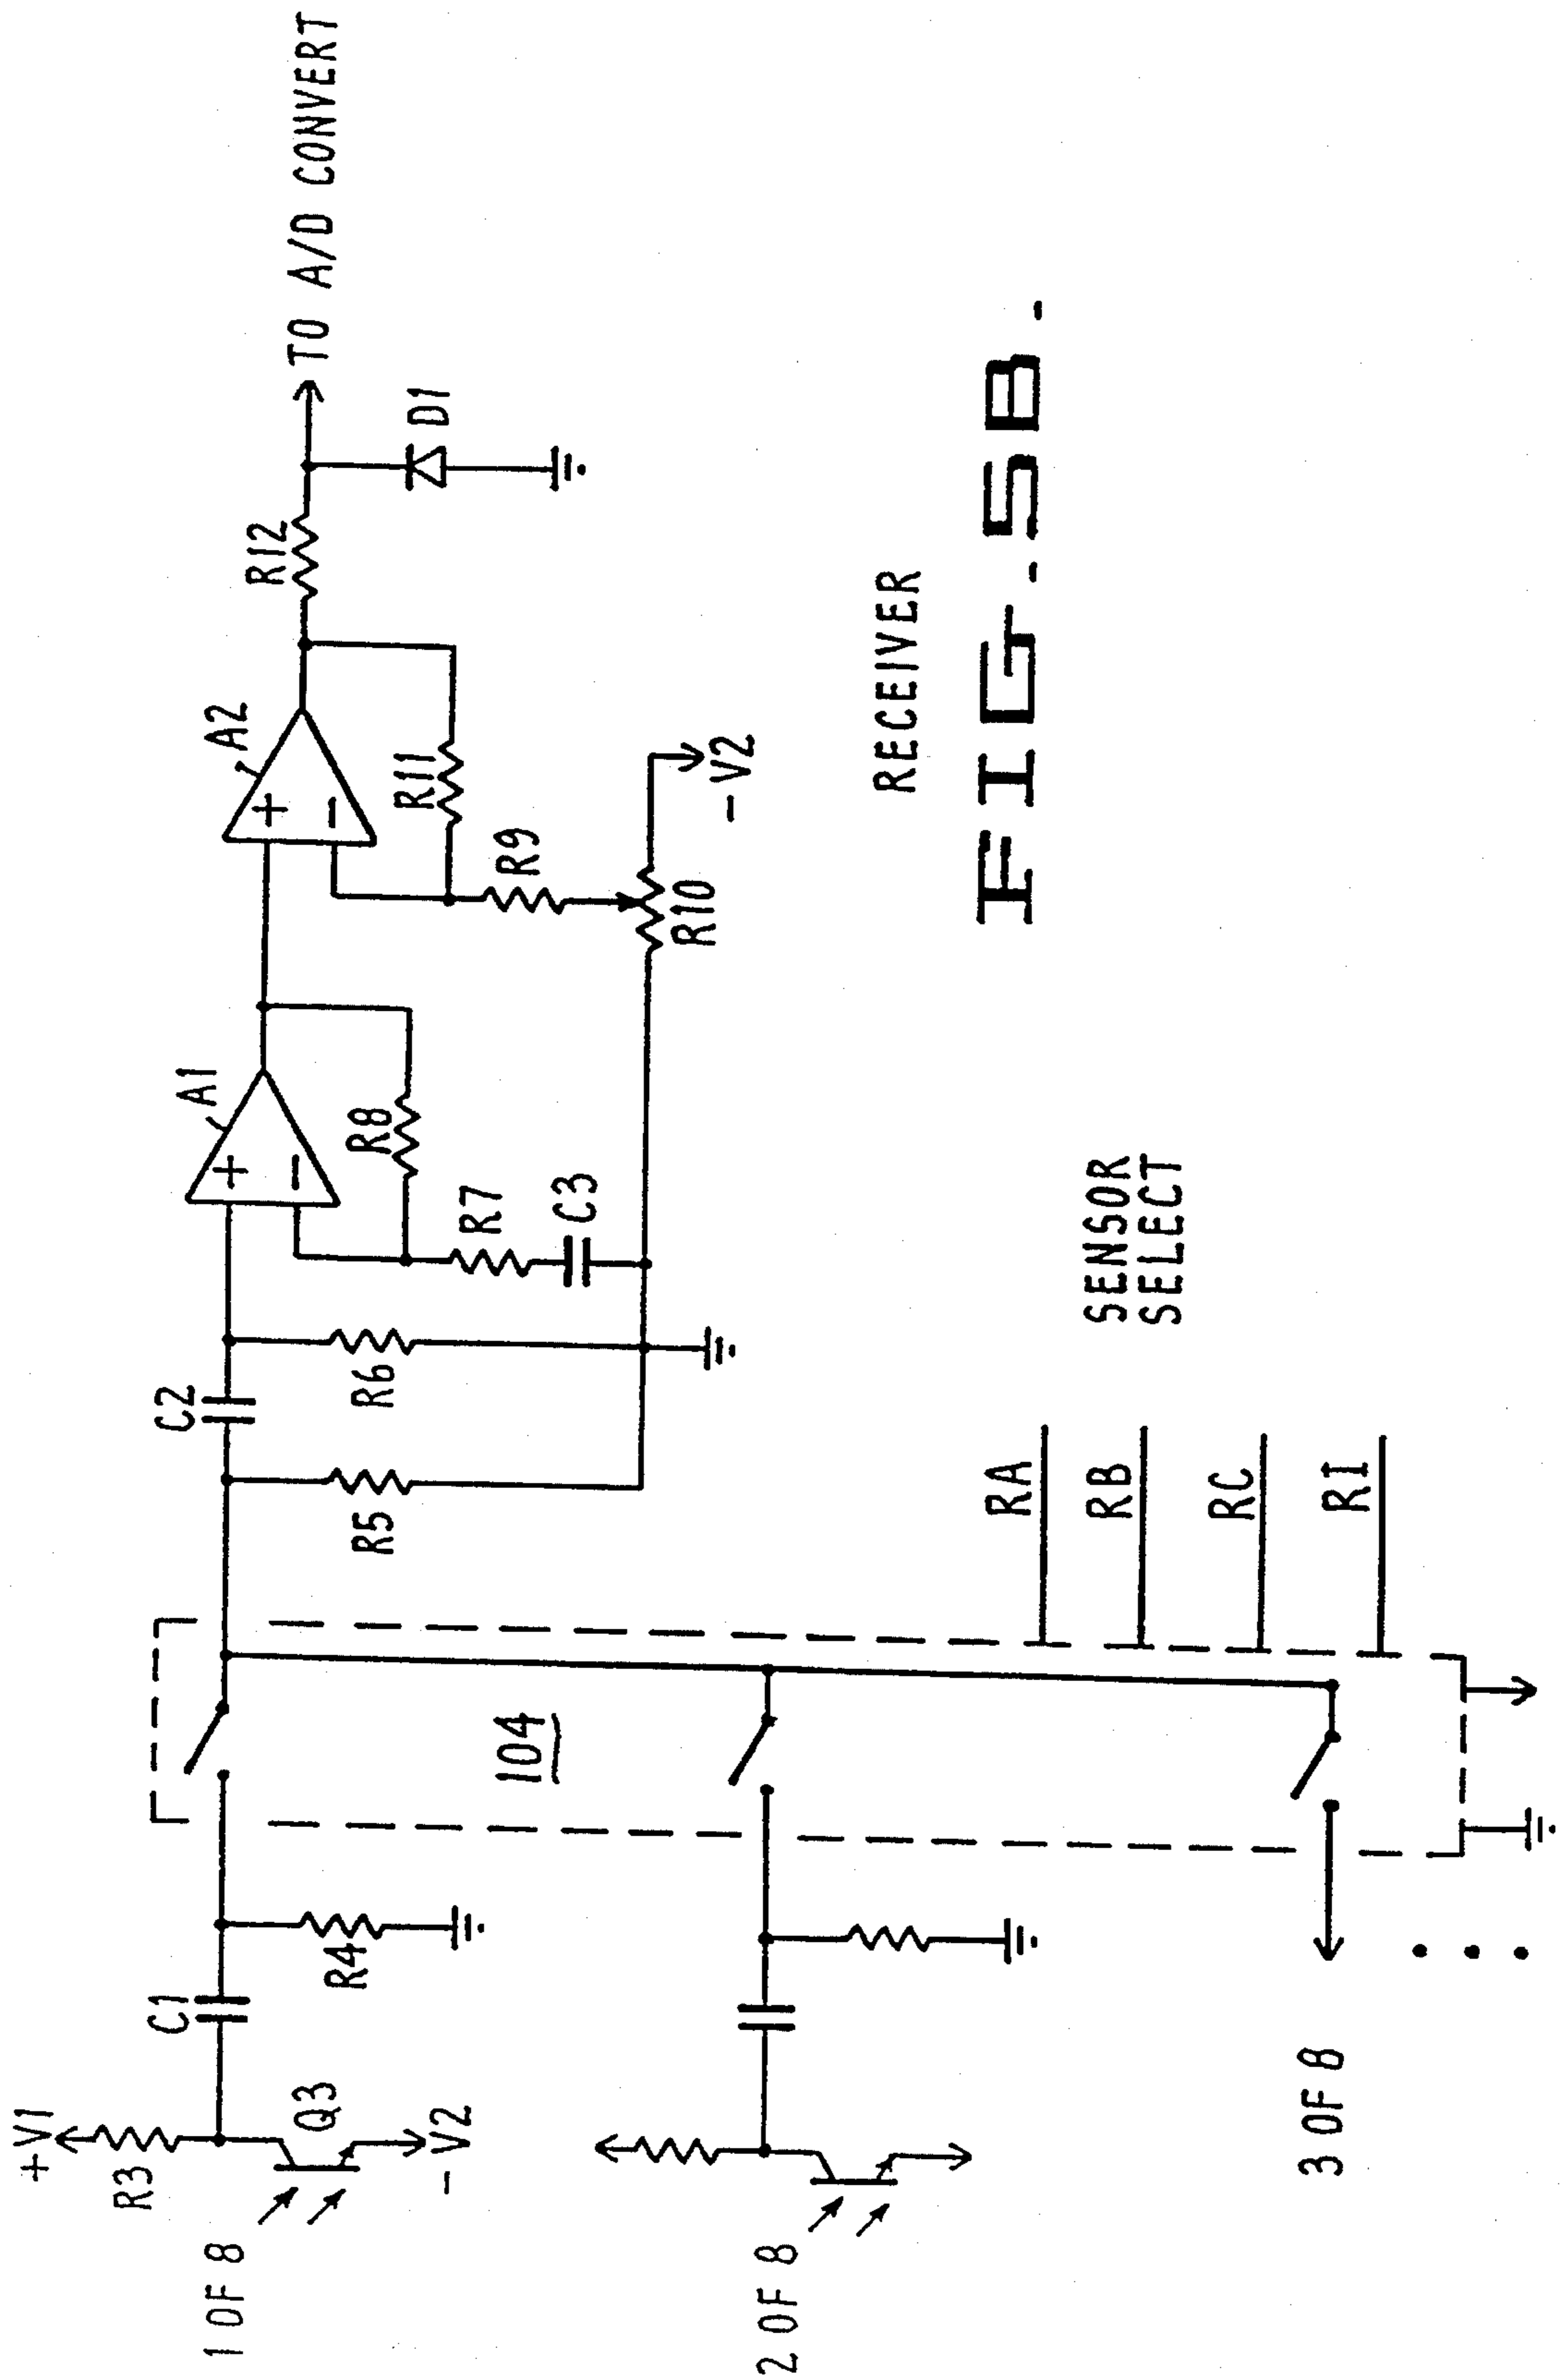 +V1
R3
1 OF 8
Q3
-V2
C1
R4
2 OF 8
3 OF 8
104
RA
RB
RC
RI
SENSOR
SELECT
R5
C2
R6
A1
+
-
R8
R7
C3
A2
+
-
R11
R9
R10
-V2
R12
D1
TO A/D CONVERT
RECEIVER
FIG-5B.